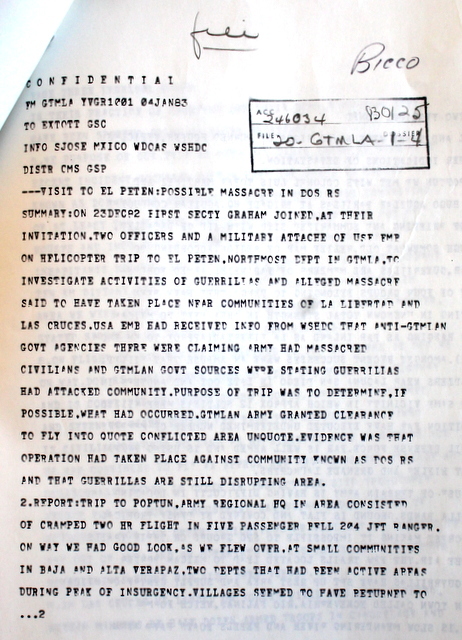 Bicco
CONFIDENTIAL
FM GTMLA YVGR1001 04JAN83
TO EXTOTT GSC
INFO SJOSE MXICO WDCAS WSHDC
DISTR CMS GSP
ACC 246034 BO125
FILE 20-GTMLA-1-4 DOSSIER
---VISIT TO EL PETEN:POSSIBLE MASSACRE IN DOS RS
SUMMARY:ON 23DEC82 FIRST SECTY GRAHAM JOINED,AT THEIR
INVITATION,TWO OFFICERS AND A MILITARY ATTACHE OF USE EMB
ON HELICOPTER TRIP TO EL PETEN,NORTHMOST DEPT IN GTMLA,TO
INVESTIGATE ACTIVITIES OF GUERRILLAS AND ALLEGED MASSACRE
SAID TO HAVE TAKEN PLACE NEAR COMMUNITIES OF LA LIBERTAD AND
LAS CRUCES.USA EMB HAD RECEIVED INFO FROM WSHDC THAT ANTI-GTMLAN
GOVT AGENCIES THERE WERE CLAIMING ARMY HAD MASSACRED
CIVILIANS AND GTMLAN GOVT SOURCES WERE STATING GUERRILLAS
HAD ATTACKED COMMUNITY.PURPOSE OF TRIP WAS TO DETERMINE,IF
POSSIBLE,WHAT HAD OCCURRED.GTMLAN ARMY GRANTED CLEARANCE
TO FLY INTO QUOTE CONFLICTED AREA UNQUOTE.EVIDENCE WAS THAT
OPERATION HAD TAKEN PLACE AGAINST COMMUNITY KNOWN AS DOS RS
AND THAT GUERRILLAS ARE STILL DISRUPTING AREA.
2.REPORT:TRIP TO POPTUN,ARMY REGIONAL HQ IN AREA CONSISTED
OF CRAMPED TWO HR FLIGHT IN FIVE PASSENGER BELL 204 JET RANGER.
ON WAY WE HAD GOOD LOOK,AS WE FLEW OVER,AT SMALL COMMUNITIES
IN BAJA AND ALTA VERAPAZ,TWO DEPTS THAT HAD BEEN ACTIVE AREAS
DURING PEAK OF INSURGENCY.VILLAGES SEEMED TO HAVE RETURNED TO
...2